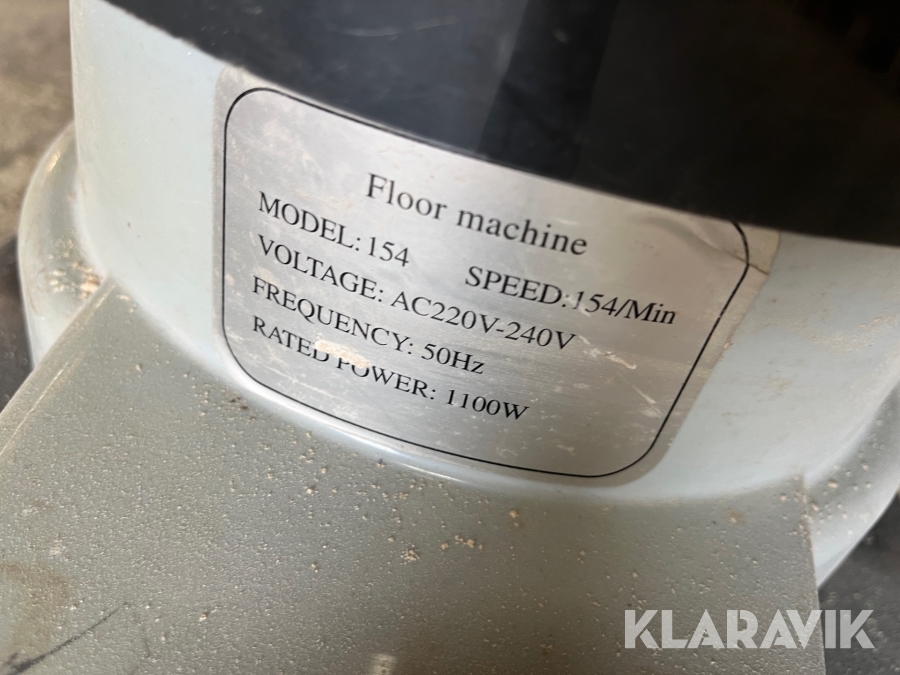 Floor machine
MODEL:154 SPEED:154/Min
VOLTAGE: AC220V-240V
FREQUENCY: 50Hz
RATED POWER: 1100W
KLARAVIK